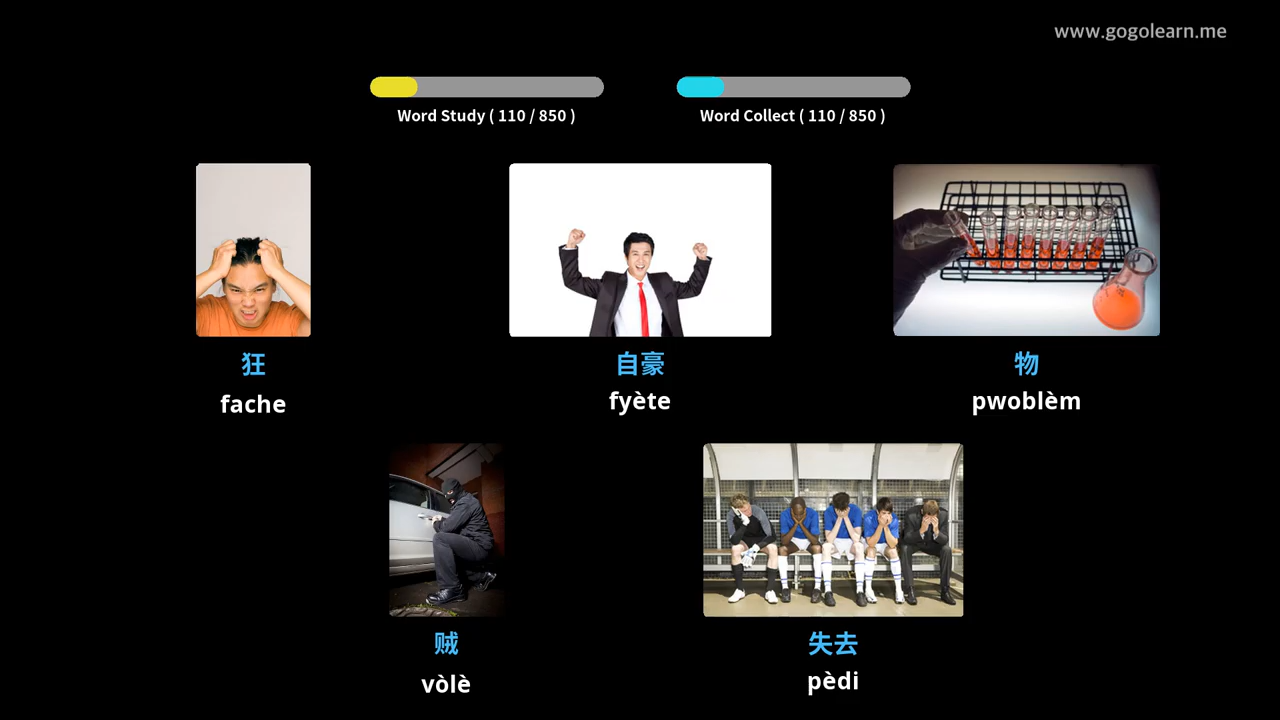 www.gogolearn.me
Word Study ( 110 / 850 )
Word Collect ( 110 / 850 )
狂
fache
自豪
fyète
物
pwoblèm
贼
vòlè
失去
pèdi